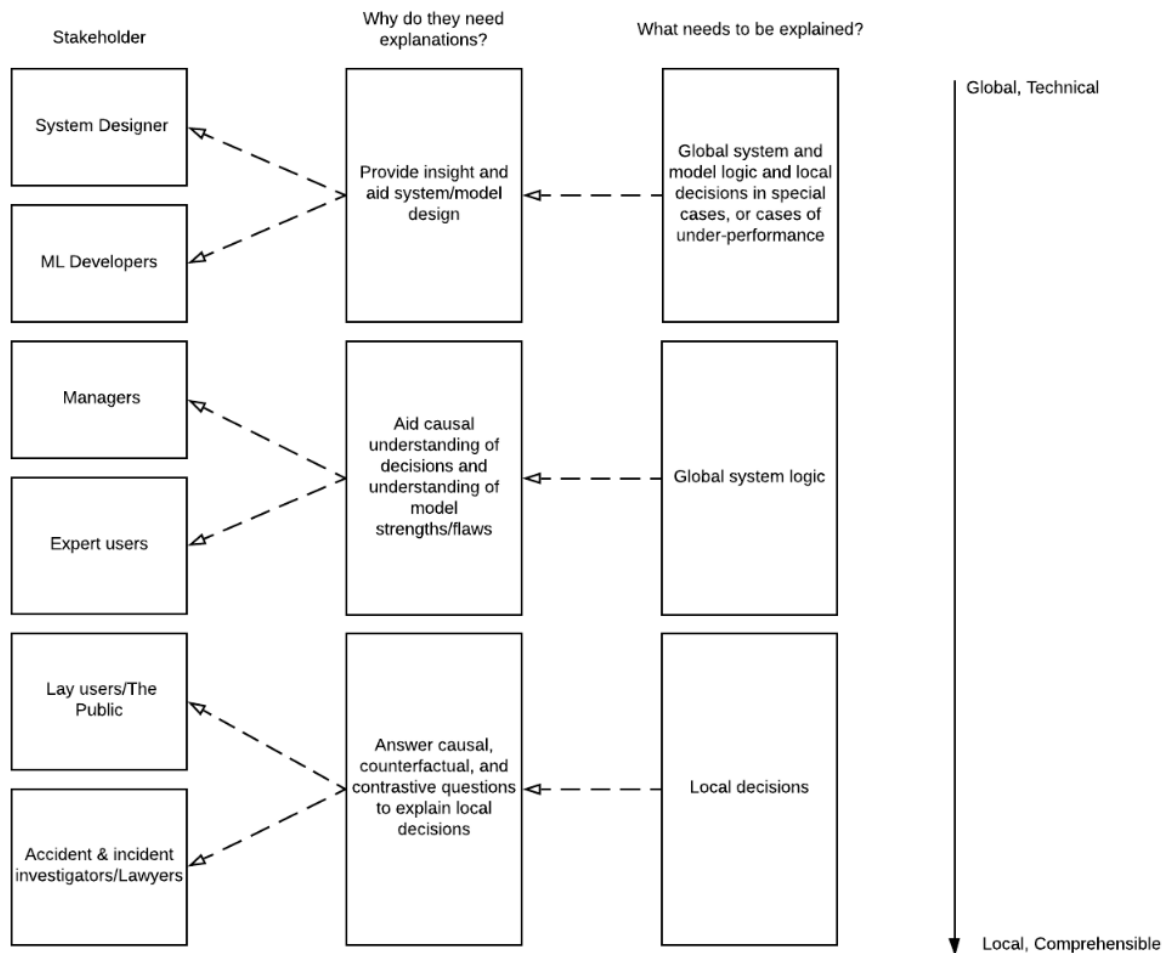 Stakeholder
Why do they need
explanations?
What needs to be explained?
System Designer
ML Developers
Provide insight and
aid system/model
design
Global system and
model logic and local
decisions in special
cases, or cases of
under-performance
Global, Technical
Managers
Expert users
Aid causal
understanding of
decisions and
understanding of
model
strengths/flaws
Global system logic
Lay users/The
Public
Accident & incident
investigators/Lawyers
Answer causal,
counterfactual, and
contrastive questions
to explain local
decisions
Local decisions
Local, Comprehensible